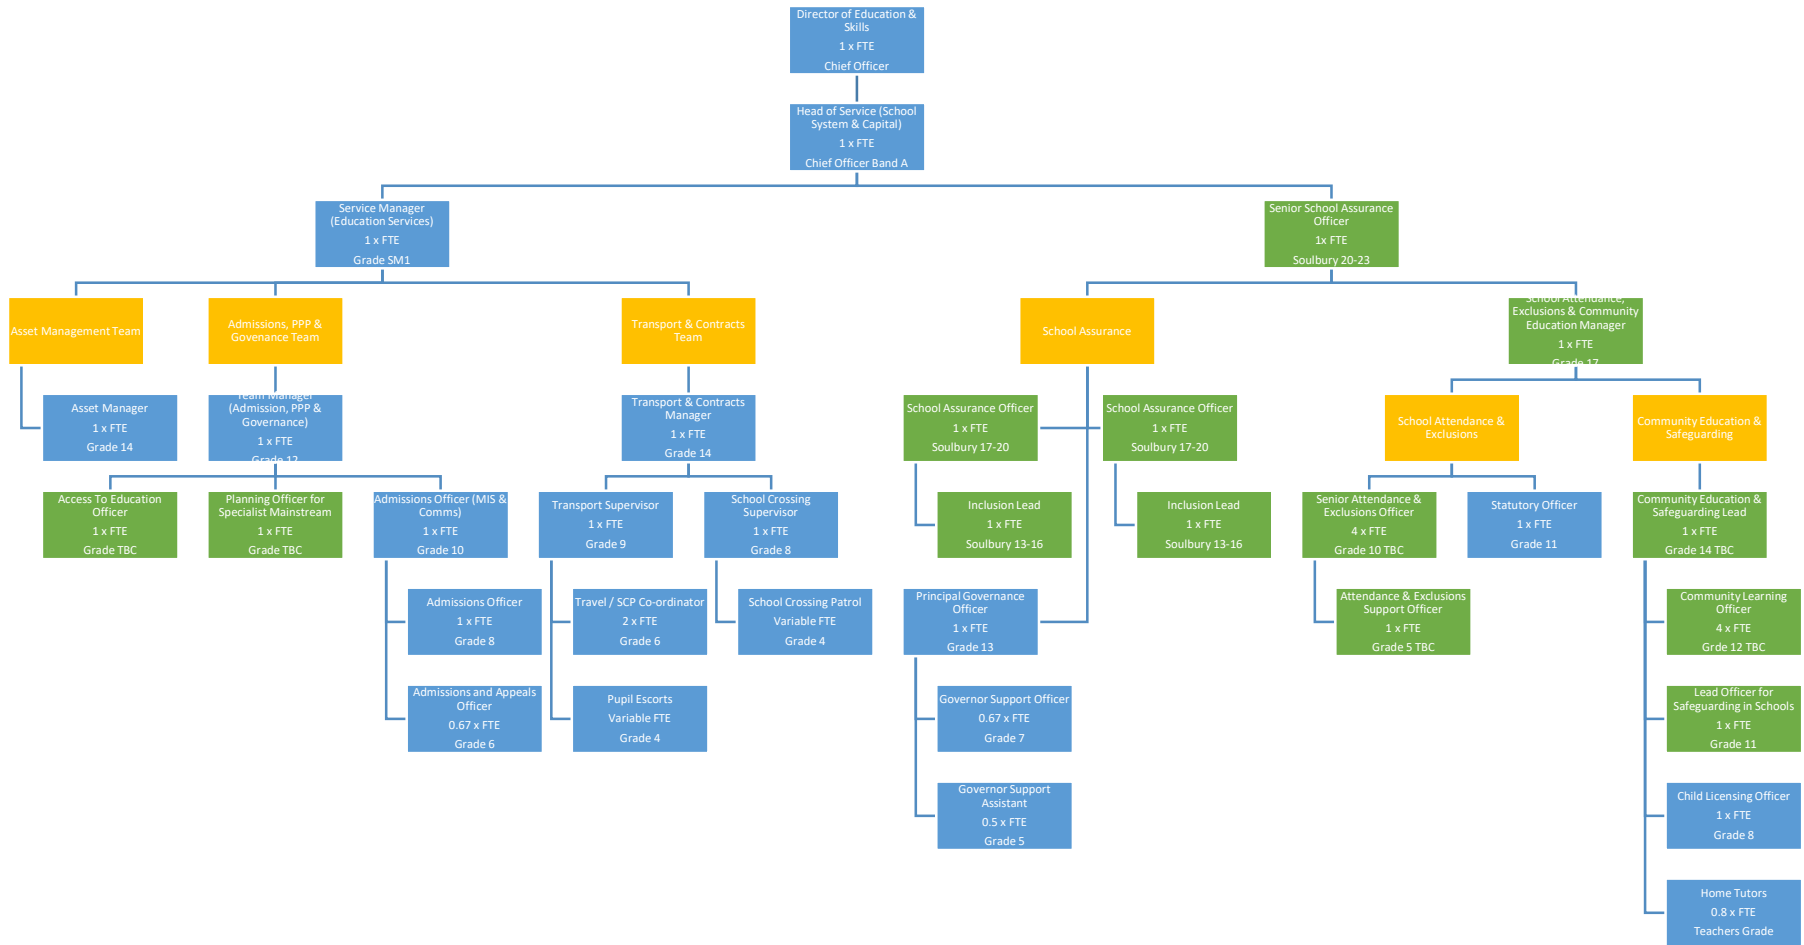 Director of Education &
Skills
1 x FTE
Chief Officer
Head of Service (School
System & Capital)
1 x FTE
Chief Officer Band A
Service Manager
(Education Services)
1 x FTE
Grade SM1
Senior School Assurance
Officer
1x FTE
Soulbury 20-23
Asset Management Team
Admissions, PPP &
Govenance Team
Transport & Contracts
Team
School Assurance
School Attendance,
Exclusions & Community
Education Manager
1 x FTE
Grade 17
Asset Manager
1 x FTE
Grade 14
Team Manager
(Admission, PPP &
Governance)
1 x FTE
Grade 12
Transport & Contracts
Manager
1 x FTE
Grade 14
School Assurance Officer
1 x FTE
Soulbury 17-20
School Assurance Officer
1 x FTE
Soulbury 17-20
School Attendance &
Exclusions
Community Education &
Safeguarding
Access To Education
Officer
1 x FTE
Grade TBC
Planning Officer for
Specialist Mainstream
1 x FTE
Grade TBC
Admissions Officer (MIS &
Comms)
1 x FTE
Grade 10
Transport Supervisor
1 x FTE
Grade 9
School Crossing
Supervisor
1 x FTE
Grade 8
Inclusion Lead
1 x FTE
Soulbury 13-16
Inclusion Lead
1 x FTE
Soulbury 13-16
Senior Attendance &
Exclusions Officer
4 x FTE
Grade 10 TBC
Statutory Officer
1 x FTE
Grade 11
Community Education &
Safeguarding Lead
1 x FTE
Grade 14 TBC
Admissions Officer
1 x FTE
Grade 8
Travel / SCP Co-ordinator
2 x FTE
Grade 6
School Crossing Patrol
Variable FTE
Grade 4
Principal Governance
Officer
1 x FTE
Grade 13
Attendance & Exclusions
Support Officer
1 x FTE
Grade 5 TBC
Community Learning
Officer
4 x FTE
Grde 12 TBC
Admissions and Appeals
Officer
0.67 x FTE
Grade 6
Pupil Escorts
Variable FTE
Grade 4
Governor Support Officer
0.67 x FTE
Grade 7
Lead Officer for
Safeguarding in Schools
1 x FTE
Grade 11
Governor Support
Assistant
0.5 x FTE
Grade 5
Child Licensing Officer
1 x FTE
Grade 8
Home Tutors
0.8 x FTE
Teachers Grade